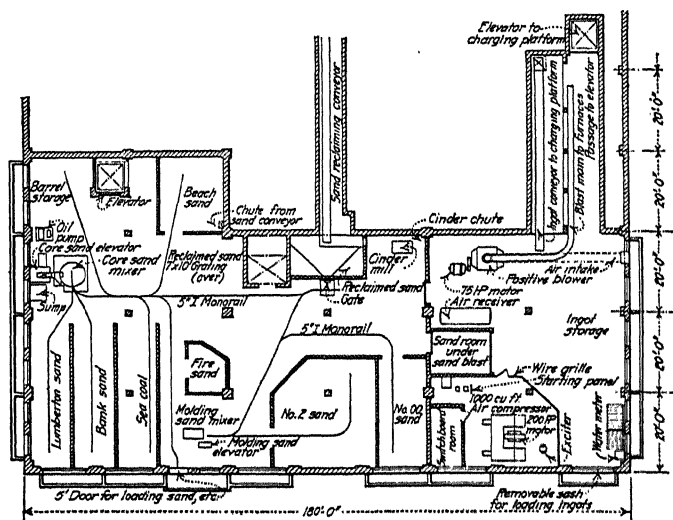 Elevator to
charging platform
Sand reclaiming conveyor
Ingot conveyor to charging platform
Blast main to furnaces
Passage to elevator
20'-0"
20'-0"
20'-0"
20'-0"
20'-0"
Barrel
storage
Elevator
Beach
sand
Chute from
sand conveyor
Oil
pump
Core sand elevator
Core sand
mixer
Reclaimed sand
7'x10' Grating
(over)
Cinder chute
Cinder
mill
Reclaimed sand
Gate
Air intake
Positive blower
75 HP motor
Air receiver
Sump
5" I Monorail
5" I Monorail
Ingot
storage
Sand room
under
sand blast
Fire
sand
Lumberton sand
Bank sand
Sea coal
Wire grille
Starting panel
1000 cu ft.
Air compressor
200 HP
motor
No. 2 sand
No. 00
sand
Molding
sand mixer
Molding sand
elevator
Switchboard
room
Exciter
Water meter
5' Door for loading sand, etc.
Removable sash
for loading ingots
180'-0"